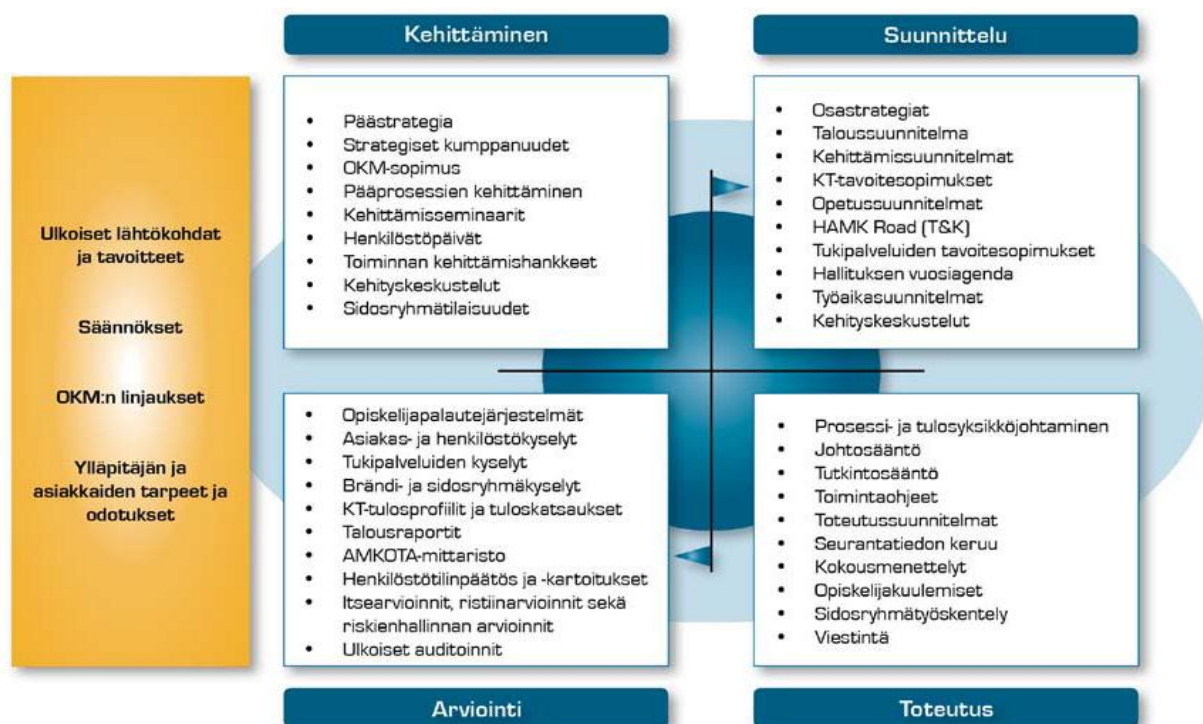 Kehittäminen
Suunnittelu
Ulkoiset lähtökohdat
ja tavoitteet
Säännökset
OKM:n linjaukset
Ylläpitäjän ja
asiakkaiden tarpeet ja
odotukset
• Päästrategia
• Strategiset kumppanuudet
• OKM-sopimus
• Pääprosessien kehittäminen
• Kehittämisseminaarit
• Henkilöstöpäivät
• Toiminnan kehittämishankkeet
• Kehityskeskustelut
• Sidosryhmätilaisuudet
• Osastrategiat
• Taloussuunnitelma
• Kehittämissuunnitelmat
• KT-tavoitesopimukset
• Opetussuunnitelmat
• HAMK Road (T&K)
• Tukipalveluiden tavoitesopimukset
• Hallituksen vuosiagenda
• Työaikasuunnitelmat
• Kehityskeskustelut
• Opiskelijapalautejärjestelmät
• Asiakas- ja henkilöstökyselyt
• Tukipalveluiden kyselyt
• Brändi- ja sidosryhmäkyselyt
• KT-tulosprofiilit ja tuloskatsaukset
• Talousraportit
• AMKOTA-mittaristo
• Henkilöstötilinpäätös ja -kartoitukset
• Itsearvioinnit, ristiinarvioinnit sekä
riskienhallinnan arvioinnit
• Ulkoiset auditoinnit
• Prosessi- ja tulosyksikköjohtaminen
• Johtosääntö
• Tutkintosääntö
• Toimintaohjeet
• Toteutussuunnitelmat
• Seurantatiedon keruu
• Kokousmenettelyt
• Opiskelijakuulemiset
• Sidosryhmätyöskentely
• Viestintä
Arviointi
Toteutus